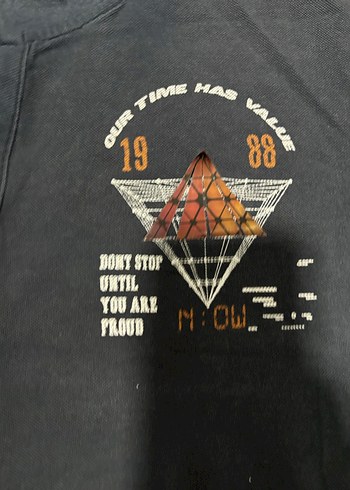 OUR TIME HAS VALUE
19 88
DONT STOP
UNTIL
YOU ARE
PROUD
N:OW